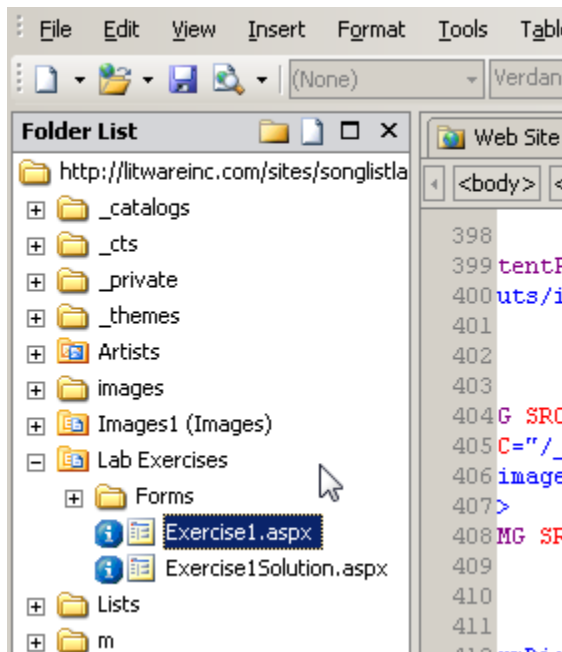 File Edit View Insert Format Tools Tabl
(None) Verdan
Folder List
Web Site
http://litwareinc.com/sites/songlistla
<body> <
_catalogs
_cts
_private
_themes
Artists
images
Images1 (Images)
Lab Exercises
Forms
Exercise1.aspx
Exercise1Solution.aspx
Lists
m
398
399 tentP
400 uts/i
401
402
403
404 G SRC
405 C="/_
406 image
407 >
408 MG SR
409
410
411